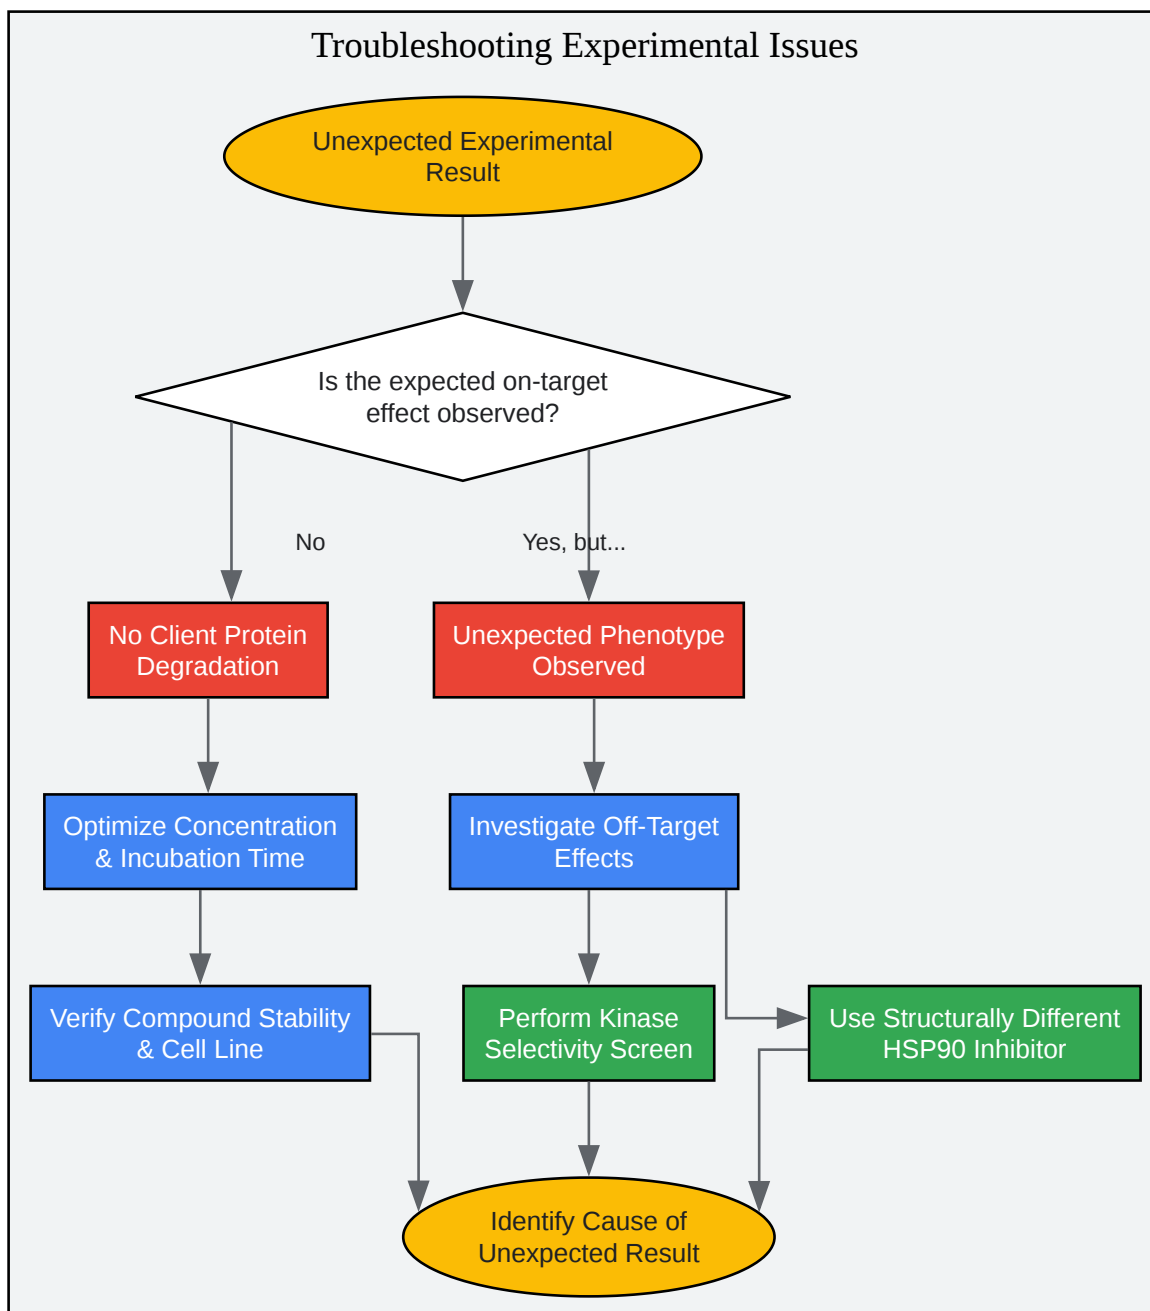 Troubleshooting Experimental Issues
Unexpected Experimental
Result
Is the expected on-target
effect observed?
No
Yes, but...
No Client Protein
Degradation
Unexpected Phenotype
Observed
Optimize Concentration
& Incubation Time
Investigate Off-Target
Effects
Verify Compound Stability
& Cell Line
Perform Kinase
Selectivity Screen
Use Structurally Different
HSP90 Inhibitor
Identify Cause of
Unexpected Result